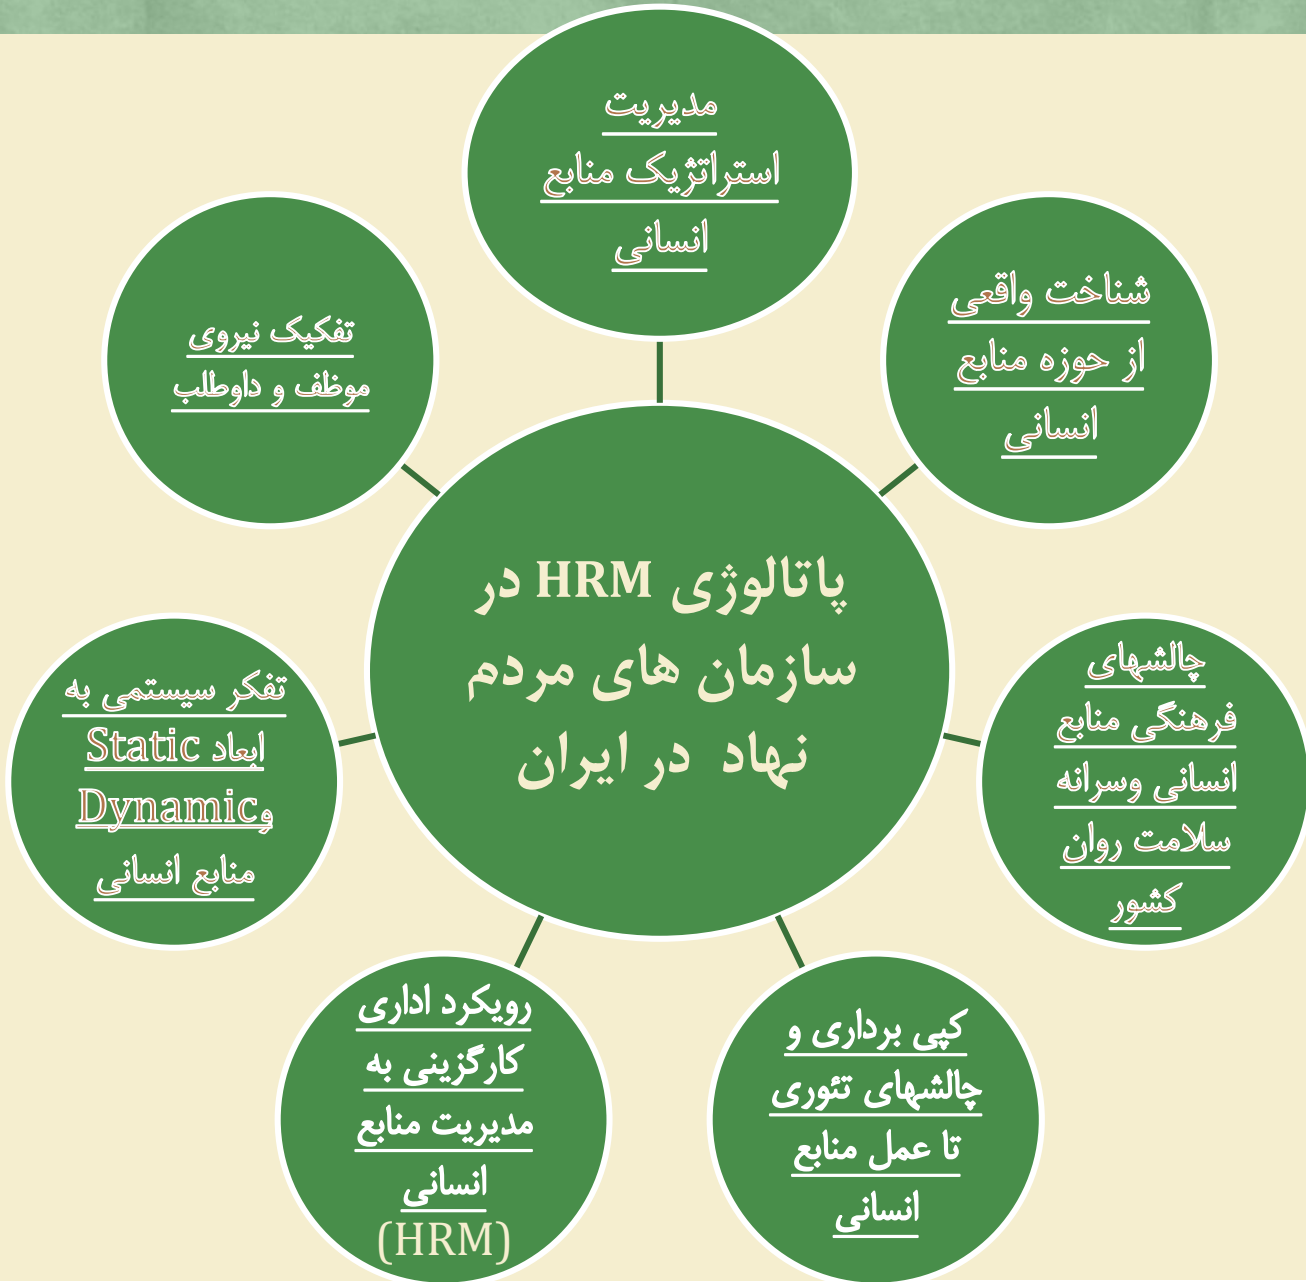 مدیریت
استراتژیک منابع
انسانی
شناخت واقعی
از حوزه منابع
انسانی
چالشهای
فرهنگی منابع
انسانی وسرانه
سلامت روان
کشور
کپی برداری و
چالشهای تئوری
تا عمل منابع
انسانی
رویکرد اداری
کارگزینی به
مدیریت منابع
انسانی
(HRM)
تفکر سیستمی به
ابعاد Static
وDynamic
منابع انسانی
تفکیک نیروی
موظف و داوطلب
پاتالوژی HRM در
سازمان های مردم
نهاد در ایران